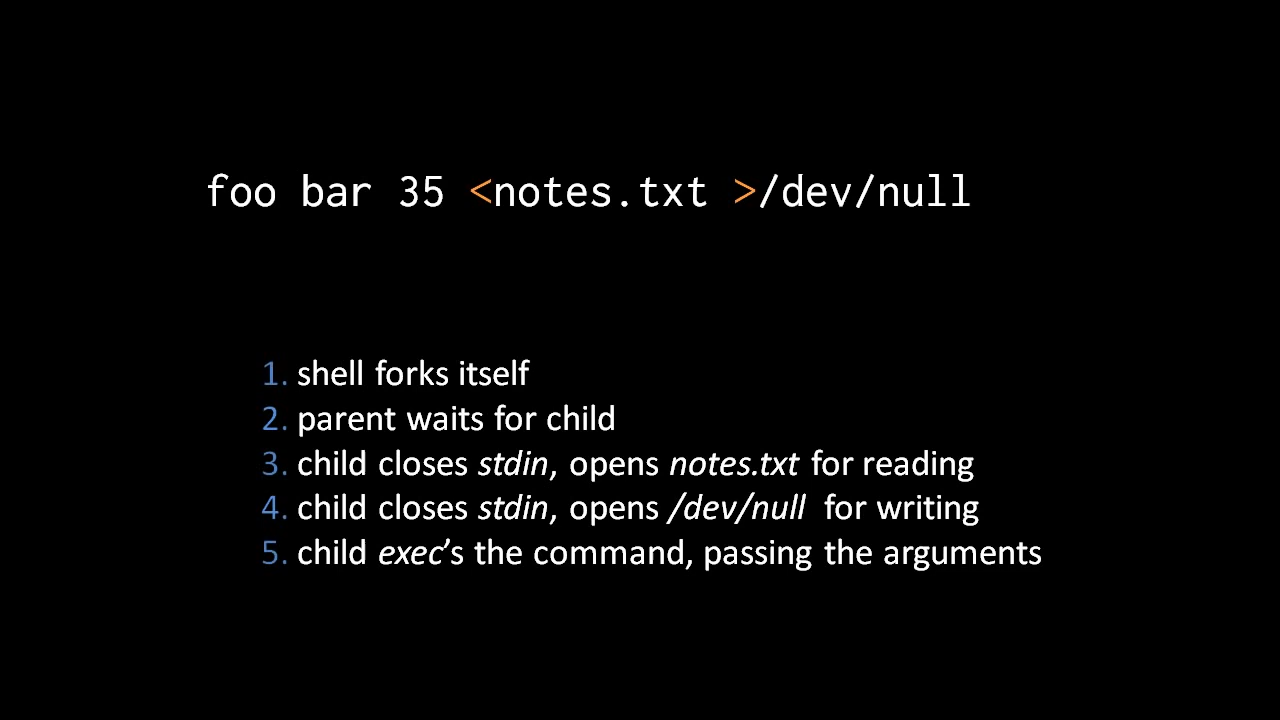 foo bar 35 <notes.txt >/dev/null
1. shell forks itself
2. parent waits for child
3. child closes stdin, opens notes.txt for reading
4. child closes stdin, opens /dev/null for writing
5. child exec’s the command, passing the arguments